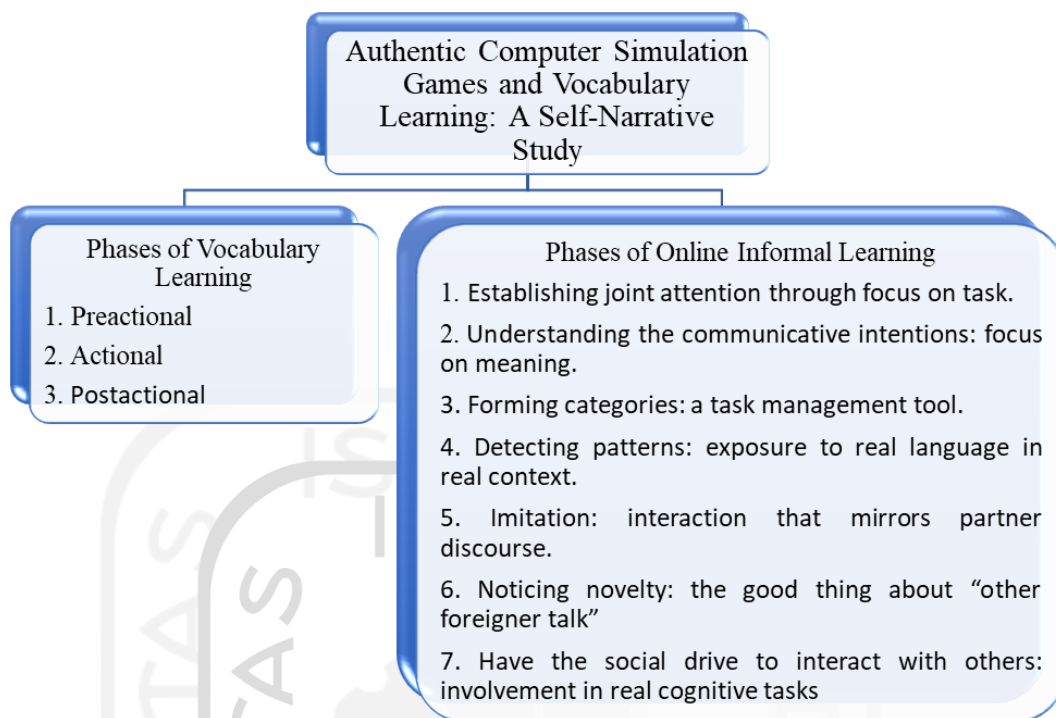 Authentic Computer Simulation
Games and Vocabulary
Learning: A Self-Narrative
Study
Phases of Vocabulary
Learning
1. Preactional
2. Actional
3. Postactional
Phases of Online Informal Learning
1. Establishing joint attention through focus on task.
2. Understanding the communicative intentions: focus
on meaning.
3. Forming categories: a task management tool.
4. Detecting patterns: exposure to real language in
real context.
5. Imitation: interaction that mirrors partner
discourse.
6. Noticing novelty: the good thing about “other
foreigner talk”
7. Have the social drive to interact with others:
involvement in real cognitive tasks
IS
TAS
TAS